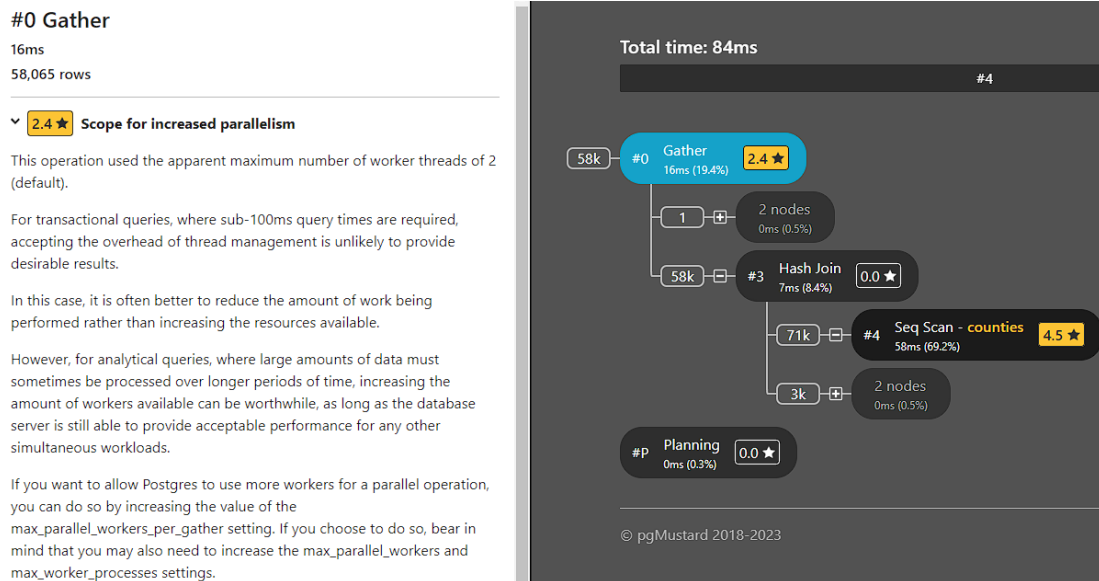 #0 Gather
16ms
58,065 rows
2.4 ★ Scope for increased parallelism
This operation used the apparent maximum number of worker threads of 2
(default).
For transactional queries, where sub-100ms query times are required,
accepting the overhead of thread management is unlikely to provide
desirable results.
In this case, it is often better to reduce the amount of work being
performed rather than increasing the resources available.
However, for analytical queries, where large amounts of data must
sometimes be processed over longer periods of time, increasing the
amount of workers available can be worthwhile, as long as the database
server is still able to provide acceptable performance for any other
simultaneous workloads.
If you want to allow Postgres to use more workers for a parallel operation,
you can do so by increasing the value of the
max_parallel_workers_per_gather setting. If you choose to do so, bear in
mind that you may also need to increase the max_parallel_workers and
max_worker_processes settings.
Total time: 84ms
#4
58k #0 Gather 2.4 ★
16ms (19.4%)
1 2 nodes
0ms (0.5%)
58k #3 Hash Join 0.0 ★
7ms (8.4%)
71k #4 Seq Scan - counties 4.5 ★
58ms (69.2%)
3k 2 nodes
0ms (0.5%)
#P Planning 0.0 ★
0ms (0.3%)
© pgMustard 2018-2023